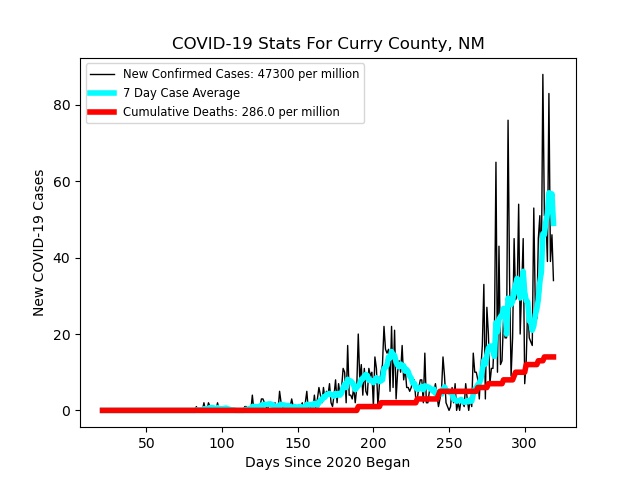 COVID-19 Stats For Curry County, NM
New Confirmed Cases: 47300 per million
7 Day Case Average
Cumulative Deaths: 286.0 per million
80
60
40
20
0
New COVID-19 Cases
50 100 150 200 250 300
Days Since 2020 Began